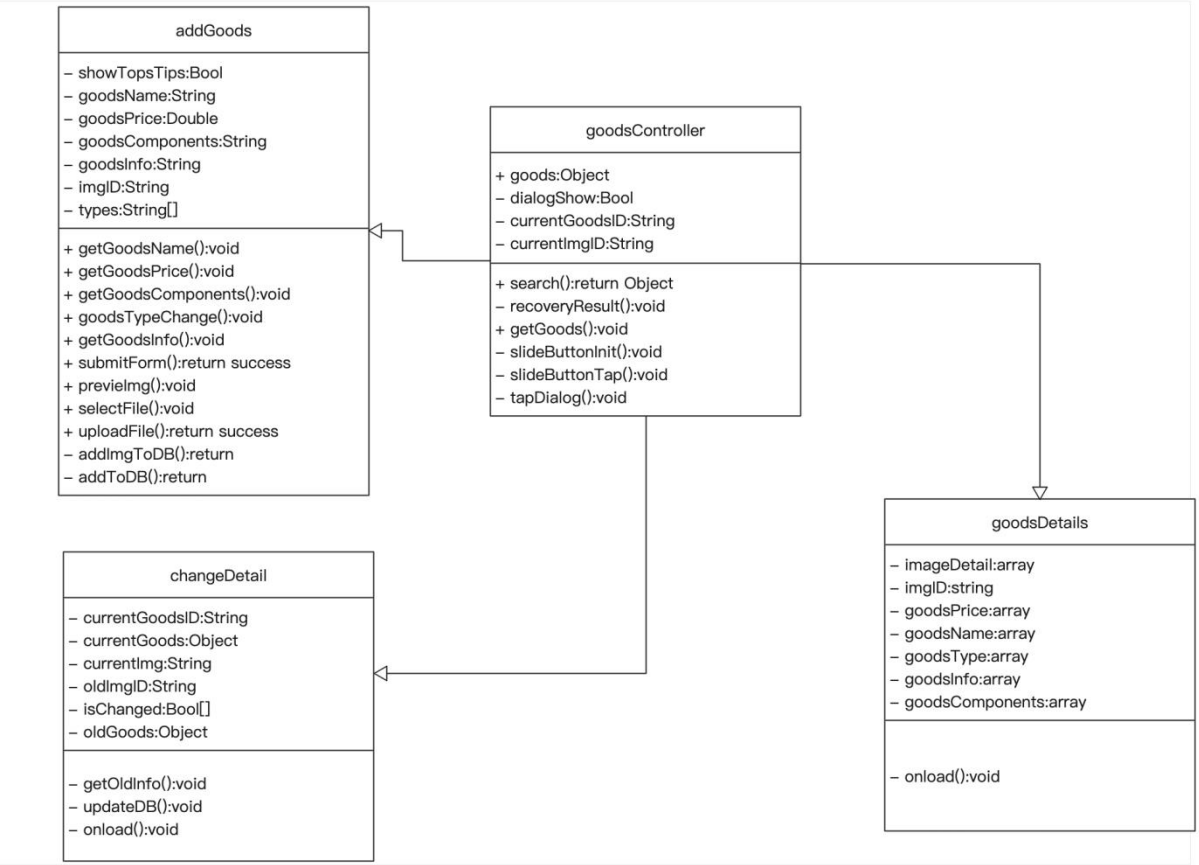 addGoods
– showTopsTips:Bool
– goodsName:String
– goodsPrice:Double
– goodsComponents:String
– goodsInfo:String
– imgID:String
– types:String[]
+ getGoodsName():void
+ getGoodsPrice():void
+ getGoodsComponents():void
+ goodsTypeChange():void
+ getGoodsInfo():void
+ submitForm():return success
+ previeImg():void
+ selectFile():void
+ uploadFile():return success
– addImgToDB():return
– addToDB():return
goodsController
+ goods:Object
– dialogShow:Bool
– currentGoodsID:String
– currentImgID:String
+ search():return Object
– recoveryResult():void
+ getGoods():void
– slideButtonInit():void
– slideButtonTap():void
– tapDialog():void
changeDetail
– currentGoodsID:String
– currentGoods:Object
– currentImg:String
– oldImgID:String
– isChanged:Bool[]
– oldGoods:Object
– getOldInfo():void
– updateDB():void
– onload():void
goodsDetails
– imageDetail:array
– imgID:string
– goodsPrice:array
– goodsName:array
– goodsType:array
– goodsInfo:array
– goodsComponents:array
– onload():void